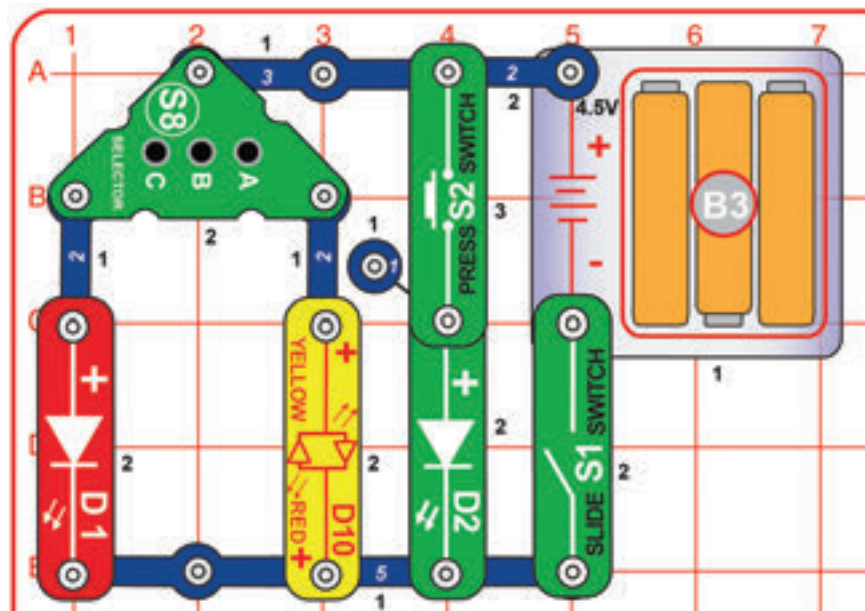 1 2 3 4 5 6 7
1
A
3
2
2
4.5V
S8
SELECTOR
C B A
+
B
S2
PRESS SWITCH
3
B3
-
2
1
2
1
2
1
1
C
1
+
YELLOW
+
+
SLIDE S1 SWITCH
2
2
2
2
D
D1
RED+
D10
D2
E
5
1